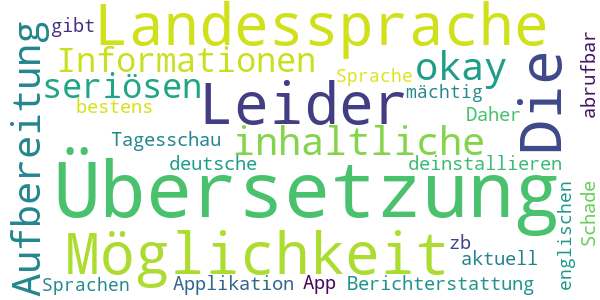 gibt Landessprache
Informationen
Sprache
okay
Die
abrufbar
Aufbereitung
seriösen
bestens
Leider
mächtig
Daher
Tagesschau
inhaltliche
deutsche
deinstallieren
Übersetzung
englischen
Schade
Möglichkeit
zb
aktuell
Sprachen
Applikation
App
Berichterstattung